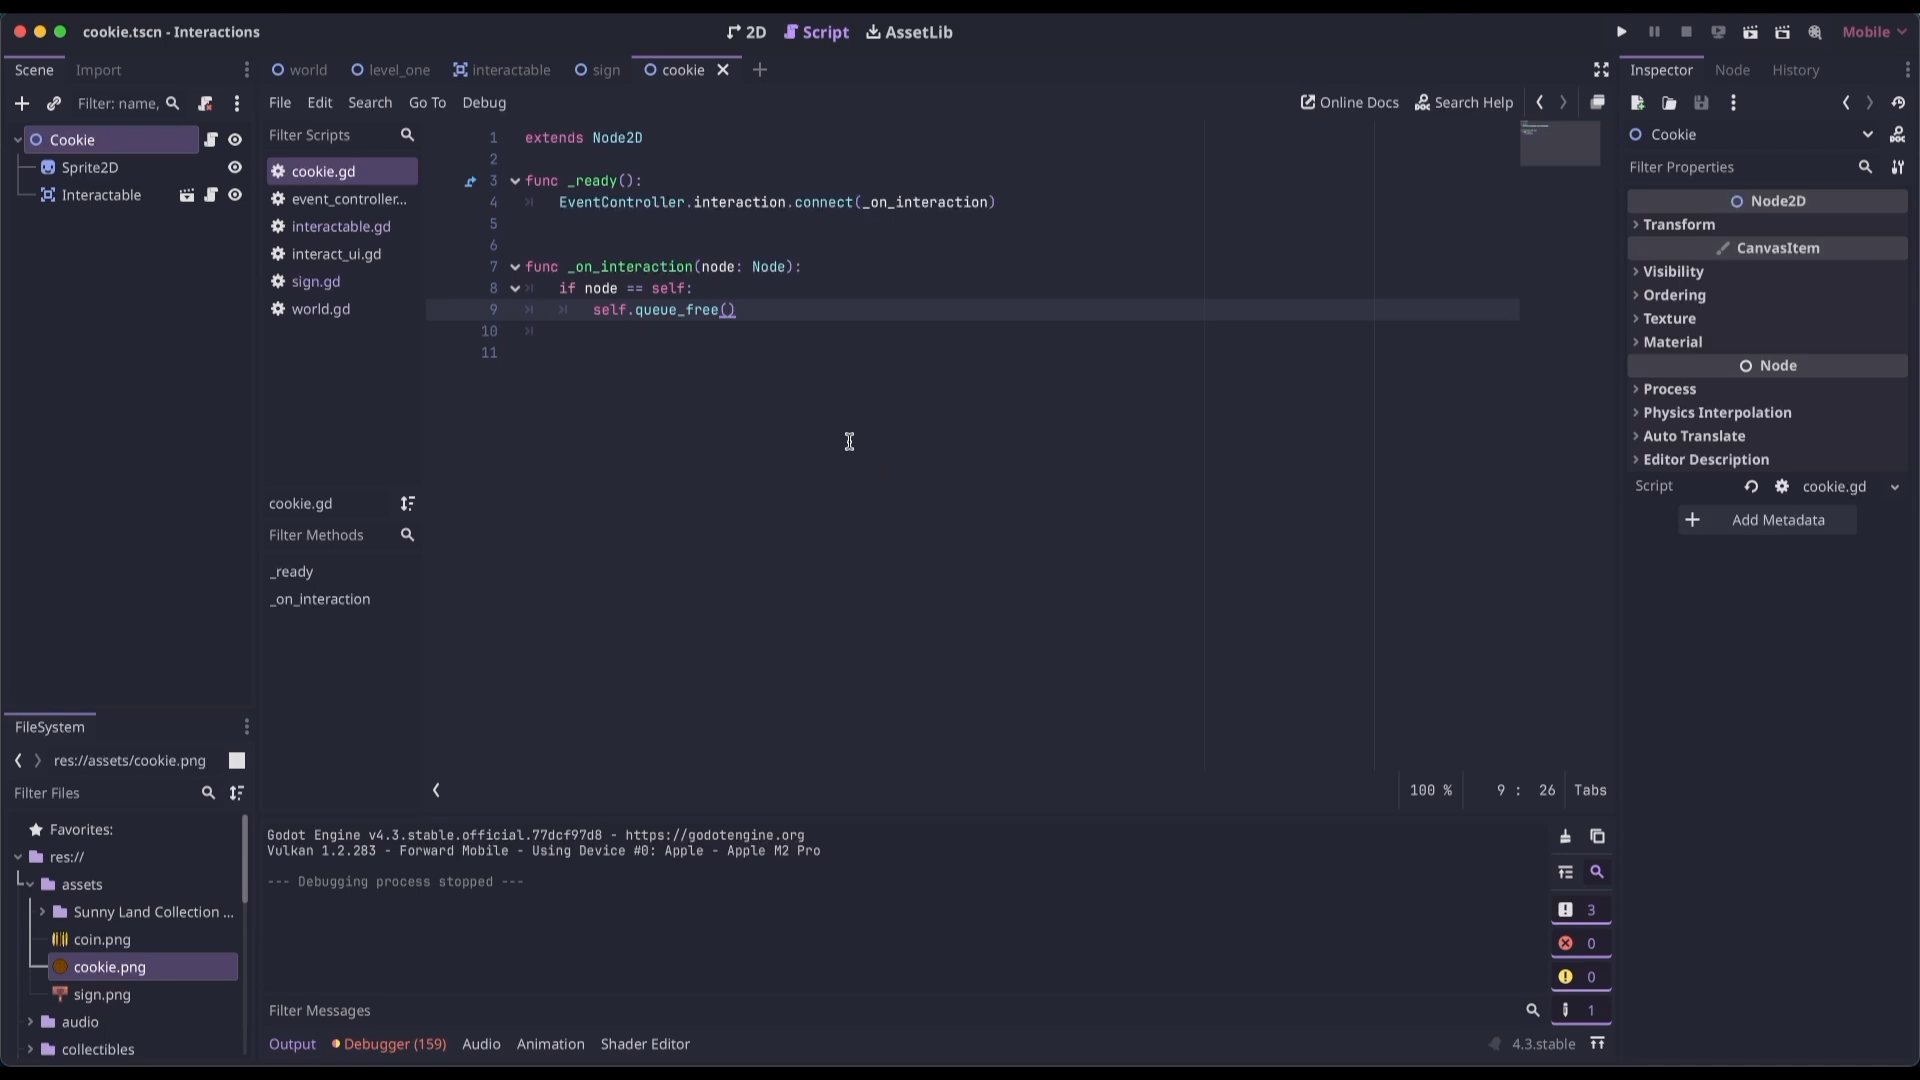 cookie.tscn - Interactions
2D
Script
AssetLib
Mobile
Scene
Import
world
level_one
interactable
sign
cookie
Inspector
Node
History
Filter: name,
File
Edit
Search
Go To
Debug
Online Docs
Search Help
Cookie
Sprite2D
Interactable
Filter Scripts
cookie.gd
event_controller...
interactable.gd
interact_ui.gd
sign.gd
world.gd
cookie.gd
Filter Methods
_ready
_on_interaction
1 extends Node2D
2
3 func _ready():
4 EventController.interaction.connect(_on_interaction)
5
6
7 func _on_interaction(node: Node):
8 if node == self:
9 self.queue_free()
10
11
100 %
9 : 26
Tabs
Cookie
Filter Properties
Node2D
Transform
CanvasItem
Visibility
Ordering
Texture
Material
Node
Process
Physics Interpolation
Auto Translate
Editor Description
Script
cookie.gd
Add Metadata
FileSystem
res://assets/cookie.png
Filter Files
Favorites:
res://
assets
Sunny Land Collection ...
coin.png
cookie.png
sign.png
audio
collectibles
Godot Engine v4.3.stable.official.77dcf97d8 - https://godotengine.org
Vulkan 1.2.283 - Forward Mobile - Using Device #0: Apple - Apple M2 Pro
--- Debugging process stopped ---
3
0
0
1
Filter Messages
Output
Debugger (159)
Audio
Animation
Shader Editor
4.3.stable